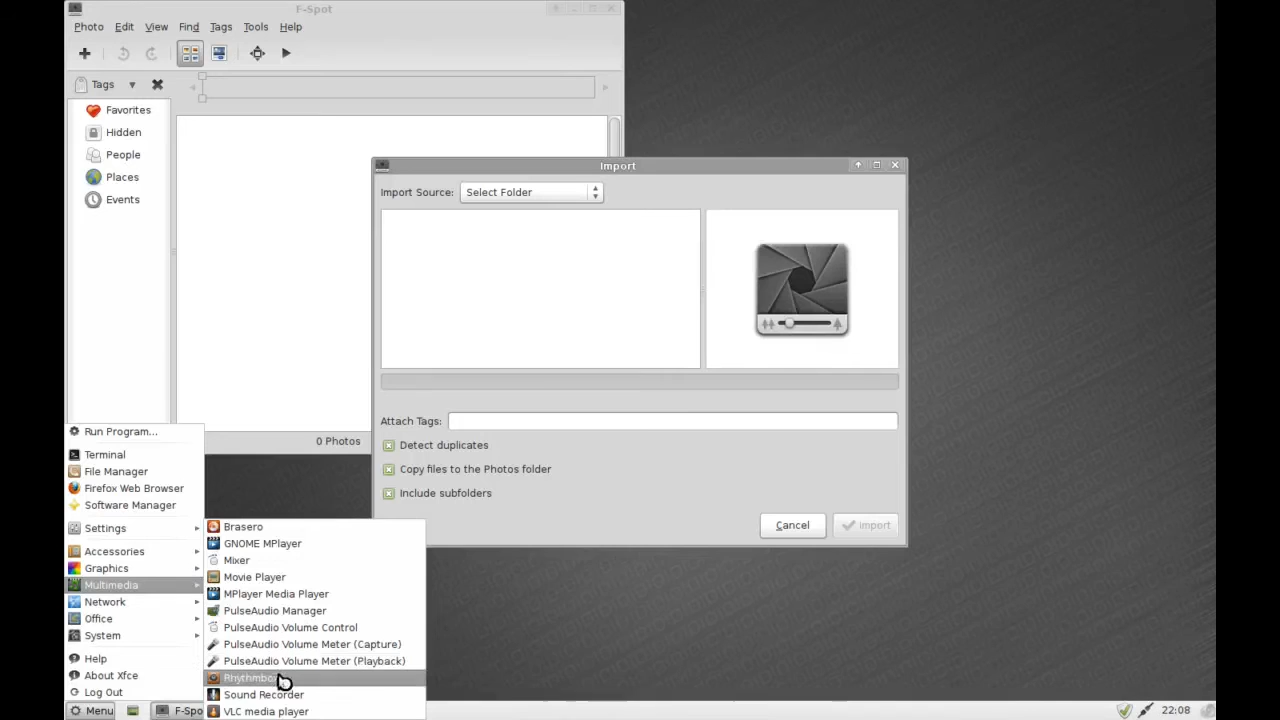 F-Spot
Photo Edit View Find Tags Tools Help
Tags
Favorites
Hidden
People
Places
Events
0 Photos
Import
Import Source: Select Folder
Attach Tags:
Detect duplicates
Copy files to the Photos folder
Include subfolders
Cancel
Import
Run Program...
Terminal
File Manager
Firefox Web Browser
Software Manager
Settings
Accessories
Graphics
Multimedia
Network
Office
System
Help
About Xfce
Log Out
Brasero
GNOME MPlayer
Mixer
Movie Player
MPlayer Media Player
PulseAudio Manager
PulseAudio Volume Control
PulseAudio Volume Meter (Capture)
PulseAudio Volume Meter (Playback)
Rhythmbox
Sound Recorder
VLC media player
Menu
F-Spo
22:08